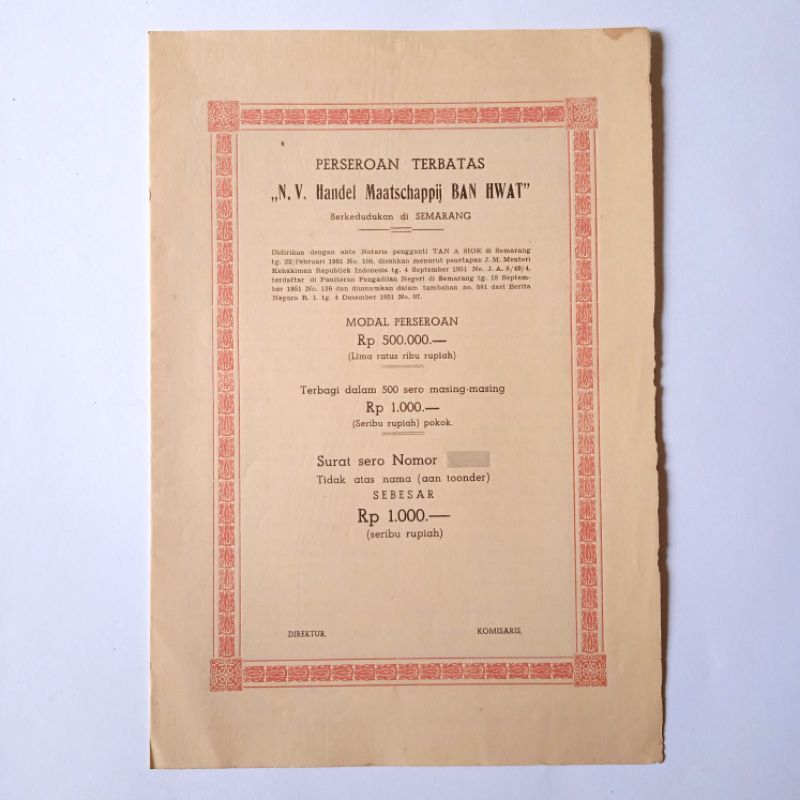 PERSEROAN TERBATAS
„N. V. Handel Maatschappij BAN HWAT”
Berkedudukan di SEMARANG
Didirikan dengan akte Notaris pengganti TAN A SIOE di Semarang
tg. 22/Februari 1951 No. 108, disahkan menurut penetapan J. M. Menteri
Kehakiman Republiek Indonesia tg. 4 September 1951 No. J. A. 5/49/4,
terdaftar di Paniteran Pengadilan Negeri di Semarang tg. 18 Septem-
ber 1951 No. 136 dan diumumkan dalam tambahan no. 581 dari Berita
Negara R. I. tg. 4 Desember 1951 No. 97.
MODAL PERSEROAN
Rp 500.000.—
(Lima ratus ribu rupiah)
Terbagi dalam 500 sero masing-masing
Rp 1.000.—
(Seribu rupiah) pokok.
Surat sero Nomor
Tidak atas nama (aan toonder)
SEBESAR
Rp 1.000.—
(seribu rupiah)
DIREKTUR,
KOMISARIS,